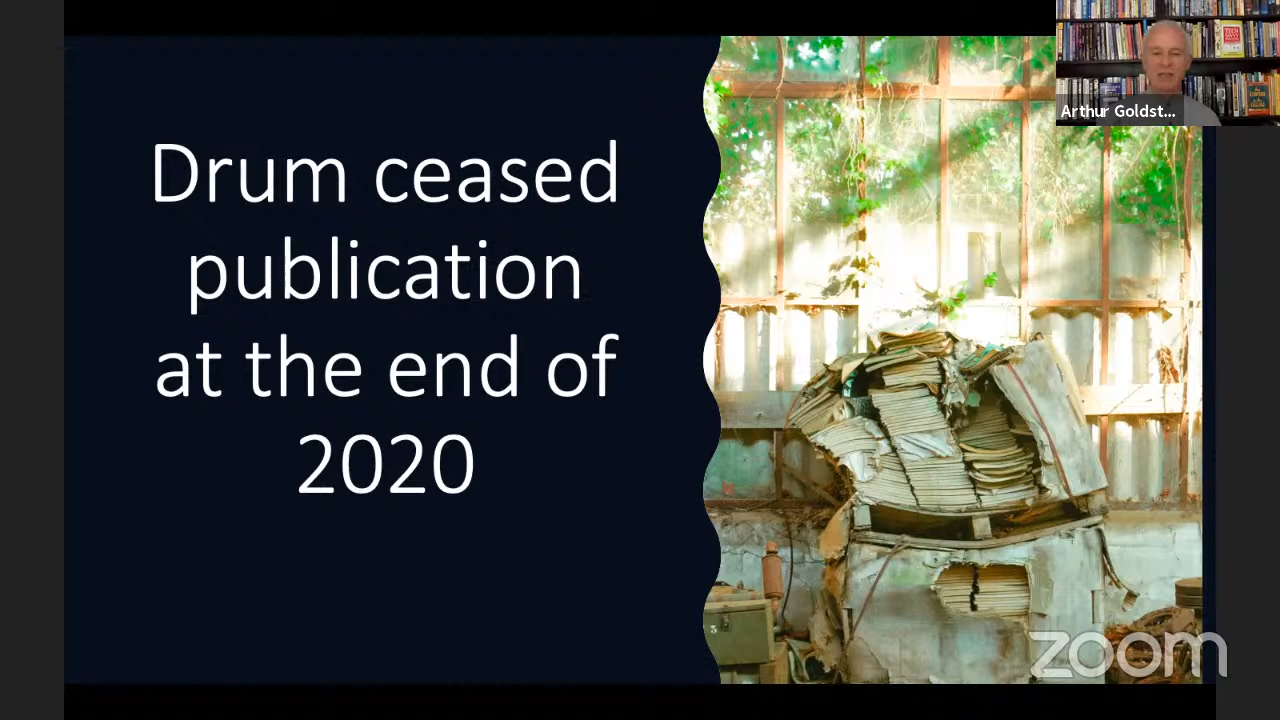 Drum ceased
publication
at the end of
2020
Arthur Goldst...
zoom